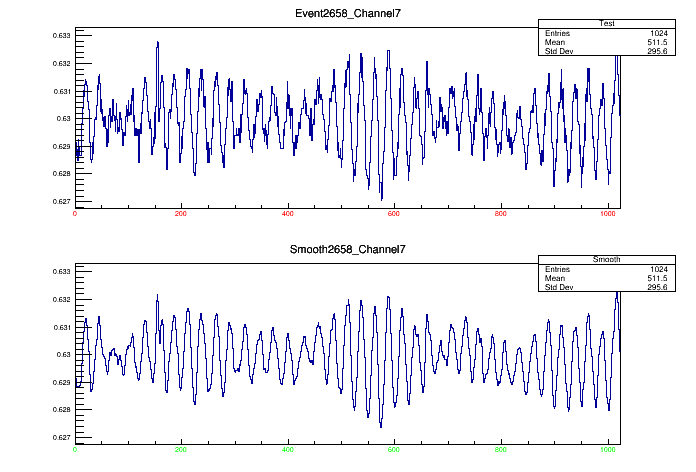 Event2658_Channel7
Test
Entries 1024
Mean 511.5
Std Dev 295.6
0.633
0.632
0.631
0.63
0.629
0.628
0.627
0 200 400 600 800 1000
Smooth2658_Channel7
Smooth
Entries 1024
Mean 511.5
Std Dev 295.6
0.633
0.632
0.631
0.63
0.629
0.628
0.627
0 200 400 600 800 1000